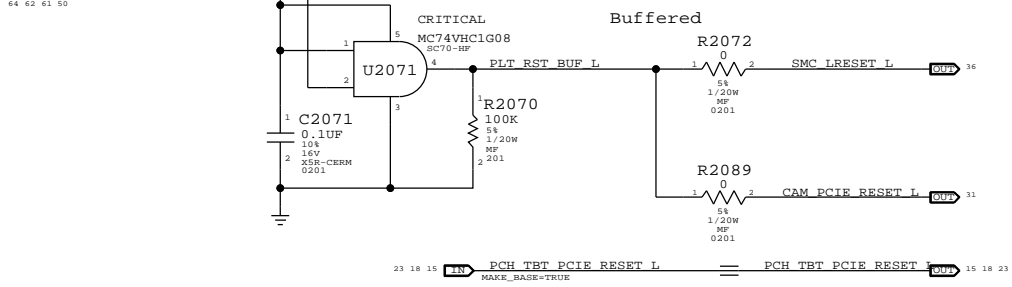 64 62 61 50
CRITICAL
Buffered
MC74VHC1G08
SC70-HF
5
1
U2071
4
2
3
PLT_RST_BUF_L
R2072
0
1
2
5%
1/20W
MF
0201
SMC_LRESET_L
OUT
36
1
R2070
100K
5%
1/20W
MF
201
2
1
C2071
0.1UF
10%
16V
X5R-CERM
0201
2
R2089
0
1
2
5%
1/20W
MF
0201
CAM_PCIE_RESET_L
OUT
31
23 18 15
IN
PCH_TBT_PCIE_RESET_L
MAKE_BASE=TRUE
PCH_TBT_PCIE_RESET_L
OUT
15 18 23